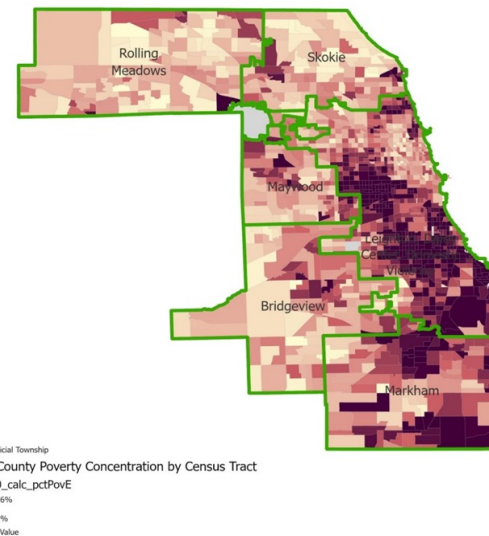 Rolling
Meadows
Skokie
Maywood
Bridgeview
Markham
icial Township
County Poverty Concentration by Census Tract
_calc_pctPovE
6%
%
Value